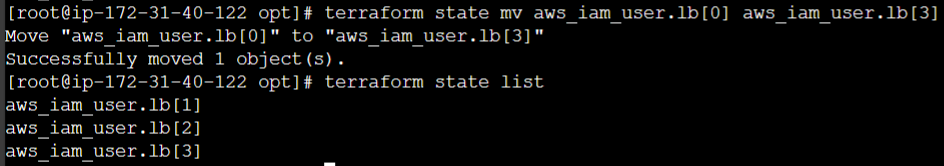 [root@ip-172-31-40-122 opt]# terraform state mv aws_iam_user.lb[0] aws_iam_user.lb[3]
Move "aws_iam_user.lb[0]" to "aws_iam_user.lb[3]"
Successfully moved 1 object(s).
[root@ip-172-31-40-122 opt]# terraform state list
aws_iam_user.lb[1]
aws_iam_user.lb[2]
aws_iam_user.lb[3]